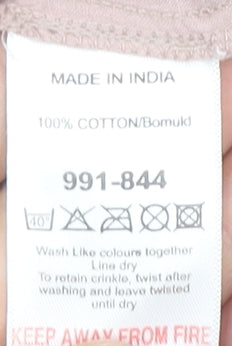 MADE IN INDIA
100% COTTON/Bomukl
991-844
40°
Wash Like colours together
Line dry
To retain crinkle, twist after
washing and leave twisted
until dry
KEEP AWAY FROM FIRE